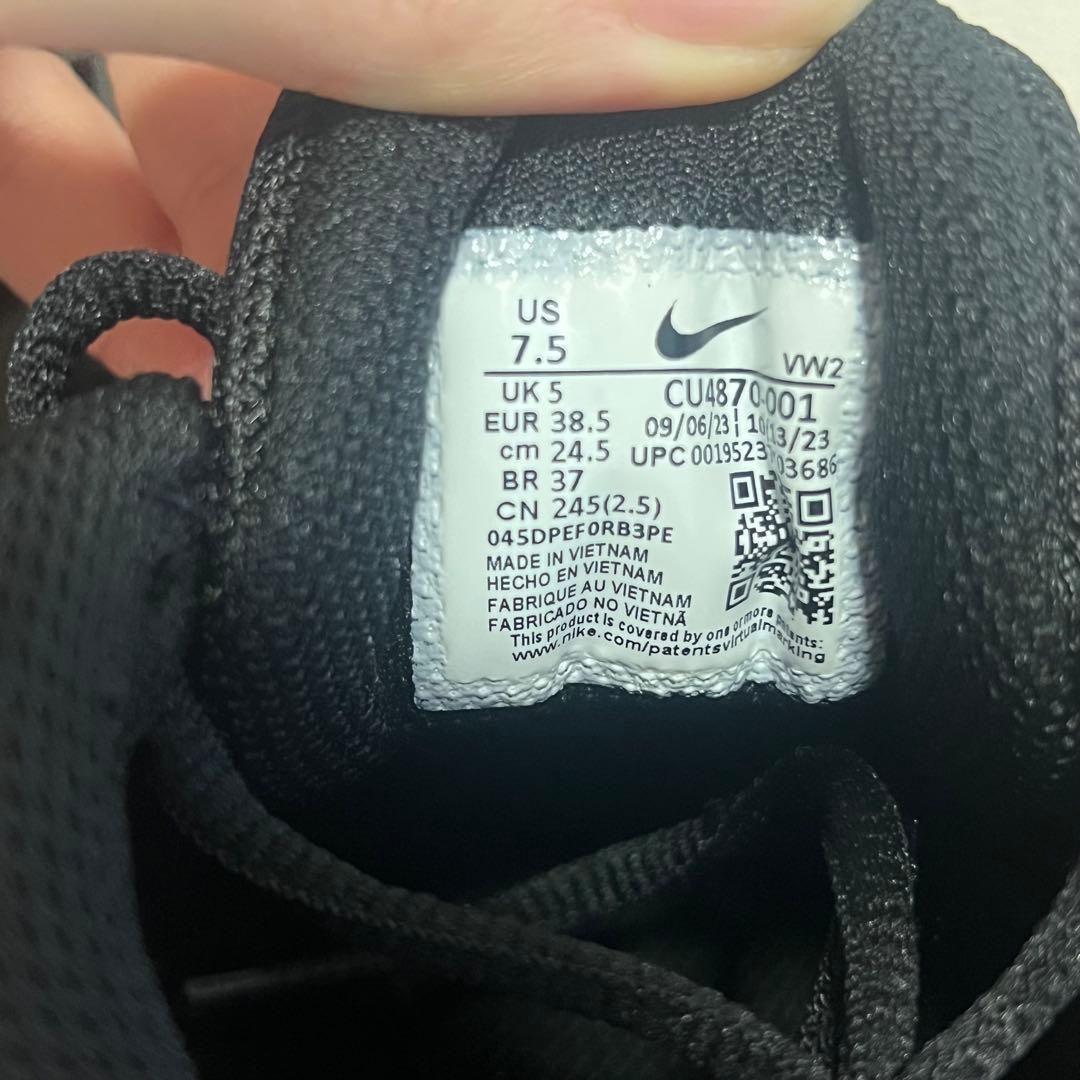 US
7.5
VW2
UK 5
CU4870-001
EUR 38.5
09/06/23 | 10/13/23
cm 24.5
UPC 0019523 03686
BR 37
CN 245(2.5)
045DPEF0RB3PE
MADE IN VIETNAM
HECHO EN VIETNAM
FABRIQUE AU VIETNAM
FABRICADO NO VIETNÃ
This product is covered by one or more patents:
www.nike.com/patentsvirtualmarking